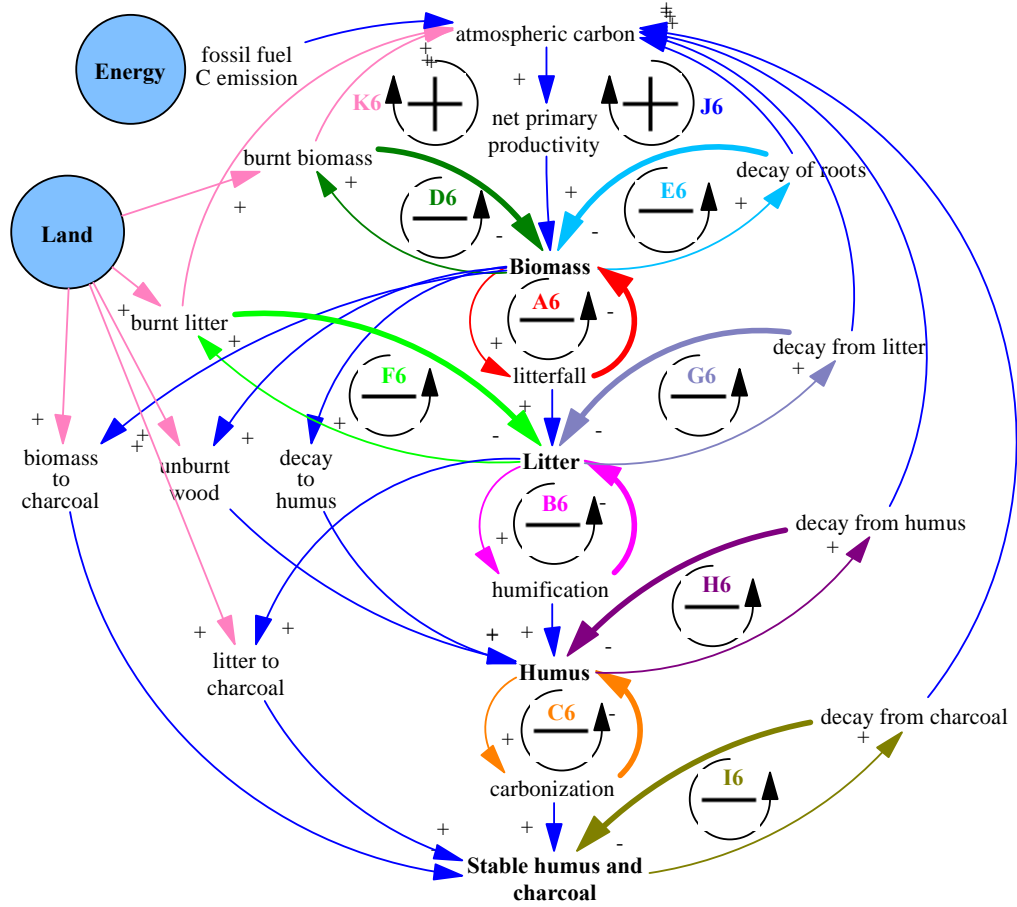 Energy
fossil fuel
C emission
atmospheric carbon
+
+
+
+
+
+
K6
+
J6
net primary
productivity
burnt biomass
decay of roots
+
D6
+
E6
+
+
-
-
Land
Biomass
A6
-
+
burnt litter
+
+
decay from litter
+
litterfall
F6
G6
+
+
+
+
+
+
-
-
biomass
to
charcoal
unburnt
wood
decay
to
humus
Litter
B6
-
+
decay from humus
+
humification
H6
+
+
+
+
+
-
litter to
charcoal
Humus
C6
-
+
decay from charcoal
+
carbonization
I6
+
+
-
Stable humus and
charcoal